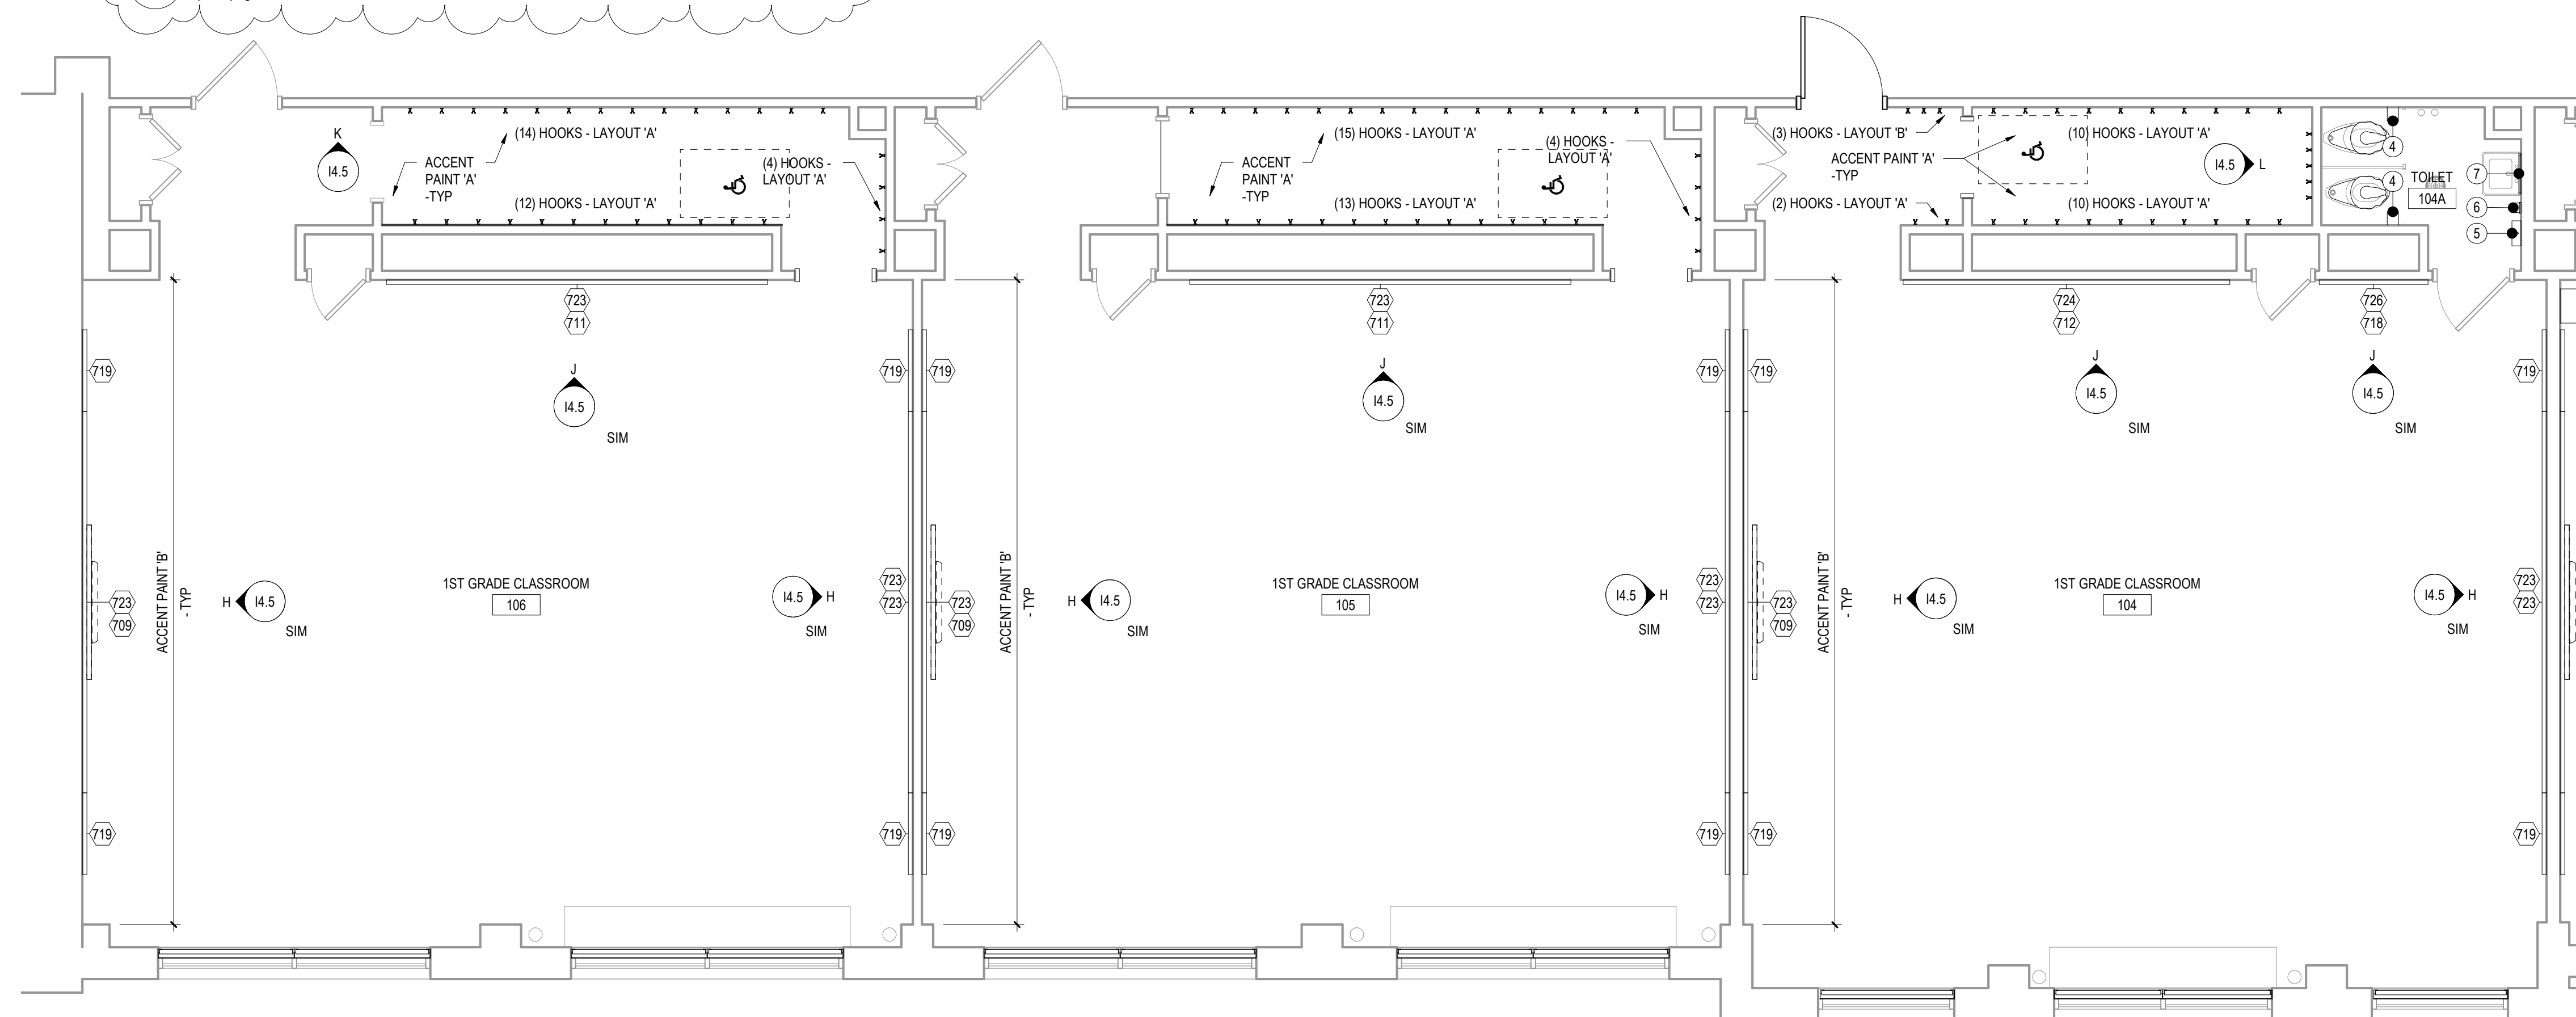 K
I4.5
ACCENT
PAINT 'A'
-TYP
(14) HOOKS - LAYOUT 'A'
(12) HOOKS - LAYOUT 'A'
(4) HOOKS -
LAYOUT 'A'
ACCENT
PAINT 'A'
-TYP
(15) HOOKS - LAYOUT 'A'
(13) HOOKS - LAYOUT 'A'
(4) HOOKS -
LAYOUT 'A'
(3) HOOKS - LAYOUT 'B'
ACCENT PAINT 'A'
-TYP
(2) HOOKS - LAYOUT 'A'
(10) HOOKS - LAYOUT 'A'
(10) HOOKS - LAYOUT 'A'
I4.5
L
4
4
TOILET
104A
7
6
5
723
711
723
711
724
712
726
718
719
J
I4.5
SIM
719
719
J
I4.5
SIM
719
719
J
I4.5
SIM
J
I4.5
SIM
719
ACCENT PAINT 'B'
- TYP
723
709
H
I4.5
SIM
1ST GRADE CLASSROOM
106
I4.5
H
SIM
723
723
723
709
ACCENT PAINT 'B'
- TYP
H
I4.5
SIM
1ST GRADE CLASSROOM
105
I4.5
H
SIM
723
723
723
709
ACCENT PAINT 'B'
- TYP
H
I4.5
SIM
1ST GRADE CLASSROOM
104
I4.5
H
SIM
723
723
719
719
719
719
719
719